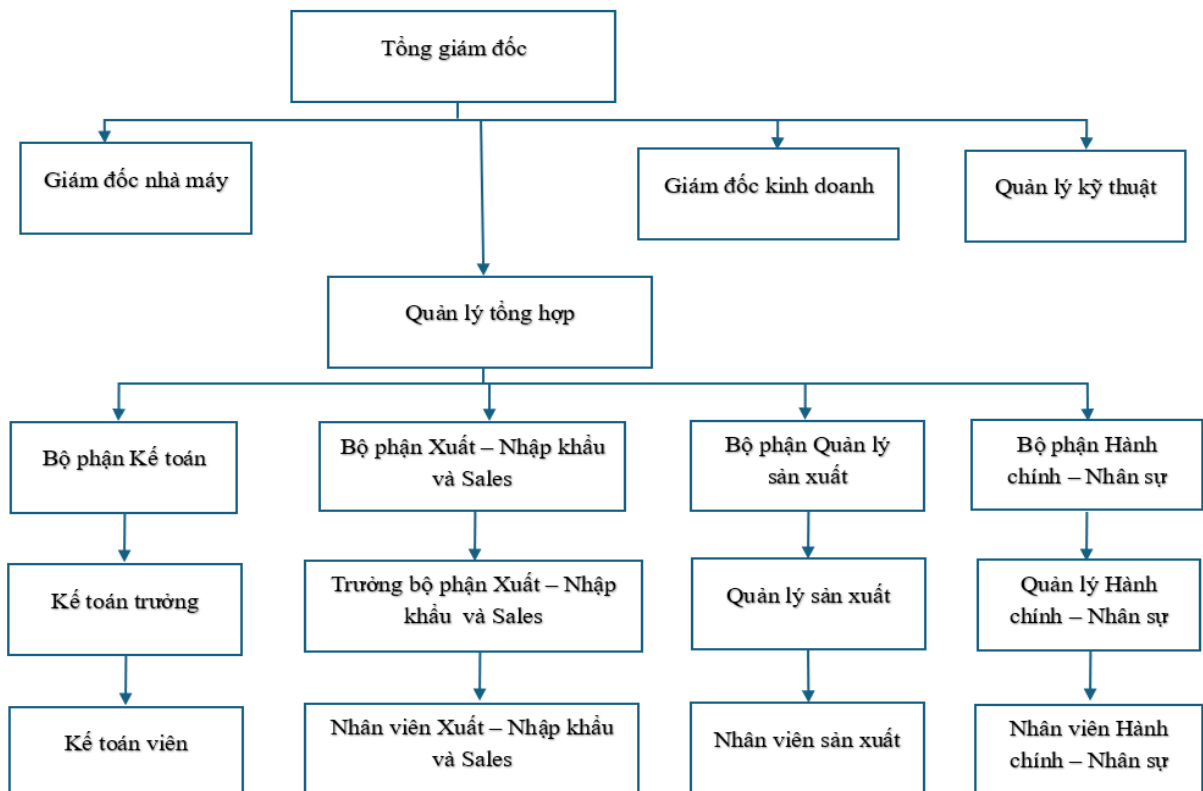 Tổng giám đốc
Giám đốc nhà máy
Giám đốc kinh doanh
Quản lý kỹ thuật
Quản lý tổng hợp
Bộ phận Kế toán
Bộ phận Xuất – Nhập khẩu
và Sales
Bộ phận Quản lý
sản xuất
Bộ phận Hành
chính – Nhân sự
Kế toán trưởng
Trưởng bộ phận Xuất – Nhập
khẩu và Sales
Quản lý sản xuất
Quản lý Hành
chính – Nhân sự
Kế toán viên
Nhân viên Xuất – Nhập khẩu
và Sales
Nhân viên sản xuất
Nhân viên Hành
chính – Nhân sự